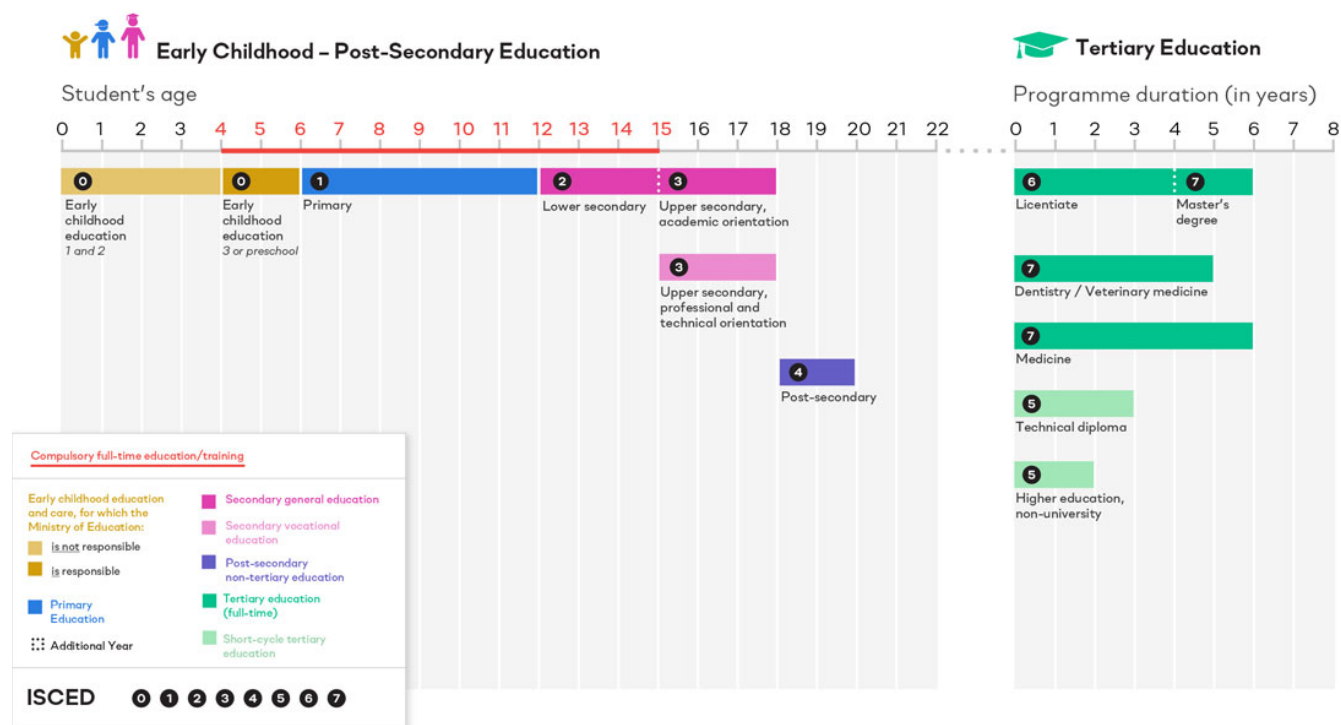 Early Childhood – Post-Secondary Education
Student's age
0 1 2 3 4 5 6 7 8 9 10 11 12 13 14 15 16 17 18 19 20 21 22
0
Early
childhood
education
1 and 2
0
Early
childhood
education
3 or preschool
1
Primary
2
Lower secondary
3
Upper secondary,
academic orientation
3
Upper secondary,
professional and
technical orientation
4
Post-secondary
Tertiary Education
Programme duration (in years)
0 1 2 3 4 5 6 7 8
6
Licentiate
7
Master's
degree
7
Dentistry / Veterinary medicine
7
Medicine
5
Technical diploma
5
Higher education,
non-university
Compulsory full-time education/training
Early childhood education
and care, for which the
Ministry of Education:
is not responsible
is responsible
Primary
Education
Additional Year
Secondary general education
Secondary vocational
education
Post-secondary
non-tertiary education
Tertiary education
(full-time)
Short-cycle tertiary
education
ISCED 0 1 2 3 4 5 6 7